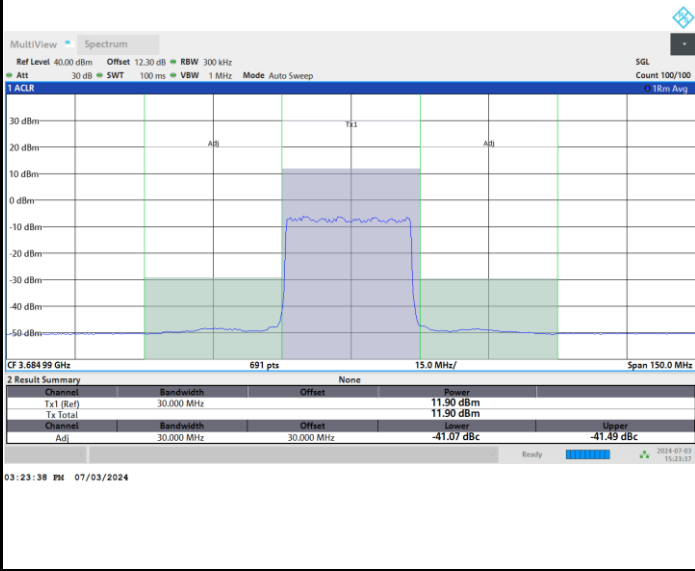 MultiView Spectrum
Ref Level 40.00 dBm Offset 12.30 dB RBW 300 kHz SGL
Att 30 dB SWT 100 ms VBW 1 MHz Mode Auto Sweep Count 100/100
1 ACLR 1Rm Avg
30 dBm
Tx1
20 dBm
Adj Adj
10 dBm
0 dBm
-10 dBm
-20 dBm
-30 dBm
-40 dBm
-50 dBm
CF 3.684 99 GHz 691 pts 15.0 MHz/ Span 150.0 MHz
2 Result Summary None
Channel Bandwidth Offset Power
Tx1 (Ref) 30.000 MHz 11.90 dBm
Tx Total 11.90 dBm
Channel Bandwidth Offset Lower Upper
Adj 30.000 MHz 30.000 MHz -41.07 dBc -41.49 dBc
Ready 2024-07-03
15:23:37
03:23:38 PM 07/03/2024